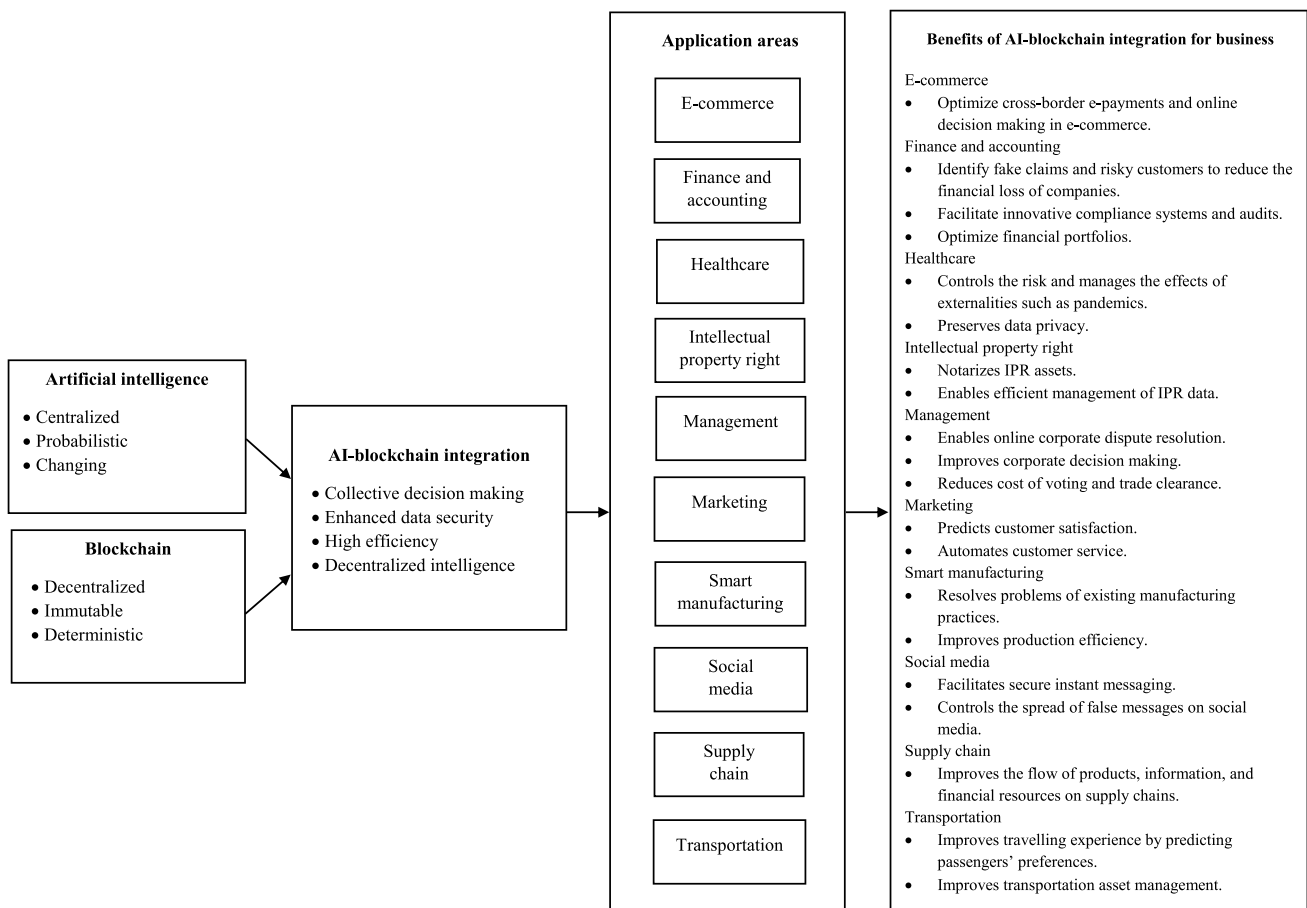 Artificial intelligence
• Centralized
• Probabilistic
• Changing
Blockchain
• Decentralized
• Immutable
• Deterministic
AI-blockchain integration
• Collective decision making
• Enhanced data security
• High efficiency
• Decentralized intelligence
Application areas
E-commerce
Finance and
accounting
Healthcare
Intellectual
property right
Management
Marketing
Smart
manufacturing
Social
media
Supply
chain
Transportation
Benefits of AI-blockchain integration for business
E-commerce
• Optimize cross-border e-payments and online
decision making in e-commerce.
Finance and accounting
• Identify fake claims and risky customers to reduce the
financial loss of companies.
• Facilitate innovative compliance systems and audits.
• Optimize financial portfolios.
Healthcare
• Controls the risk and manages the effects of
externalities such as pandemics.
• Preserves data privacy.
Intellectual property right
• Notarizes IPR assets.
• Enables efficient management of IPR data.
Management
• Enables online corporate dispute resolution.
• Improves corporate decision making.
• Reduces cost of voting and trade clearance.
Marketing
• Predicts customer satisfaction.
• Automates customer service.
Smart manufacturing
• Resolves problems of existing manufacturing
practices.
• Improves production efficiency.
Social media
• Facilitates secure instant messaging.
• Controls the spread of false messages on social
media.
Supply chain
• Improves the flow of products, information, and
financial resources on supply chains.
Transportation
• Improves travelling experience by predicting
passengers’ preferences.
• Improves transportation asset management.